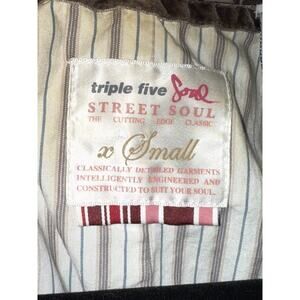 triple five Soul
STREET SOUL
THE CUTTING EDGE CLASSIC
x Small
CLASSICALLY DETAILED GARMENTS
INTELLIGENTLY ENGINEERED AND
CONSTRUCTED TO SUIT YOUR SOUL.